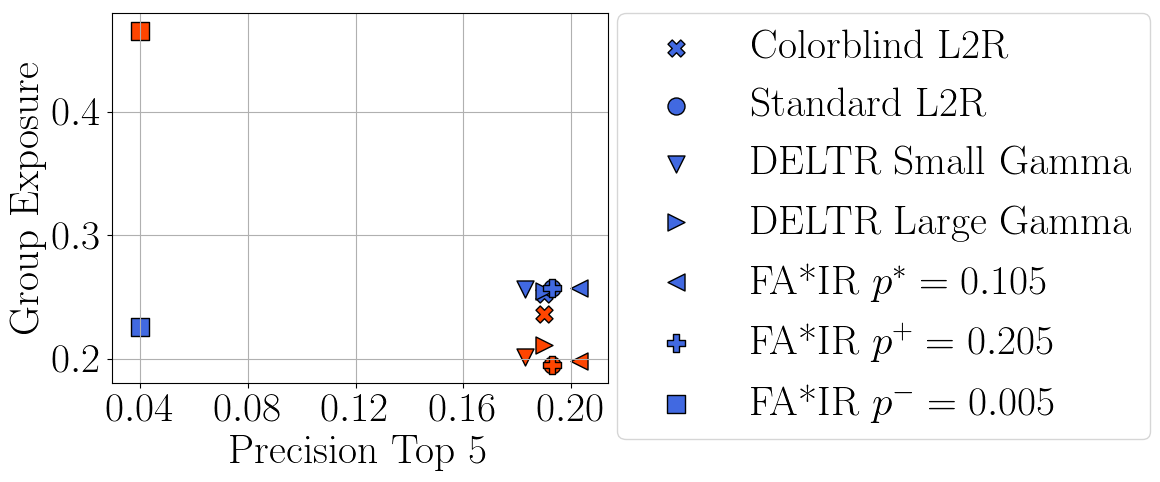 Group Exposure
0.4
0.3
0.2
0.04 0.08 0.12 0.16 0.20
Precision Top 5
Colorblind L2R
Standard L2R
DELTR Small Gamma
DELTR Large Gamma
FA*IR p* = 0.105
FA*IR p⁺ = 0.205
FA*IR p⁻ = 0.005